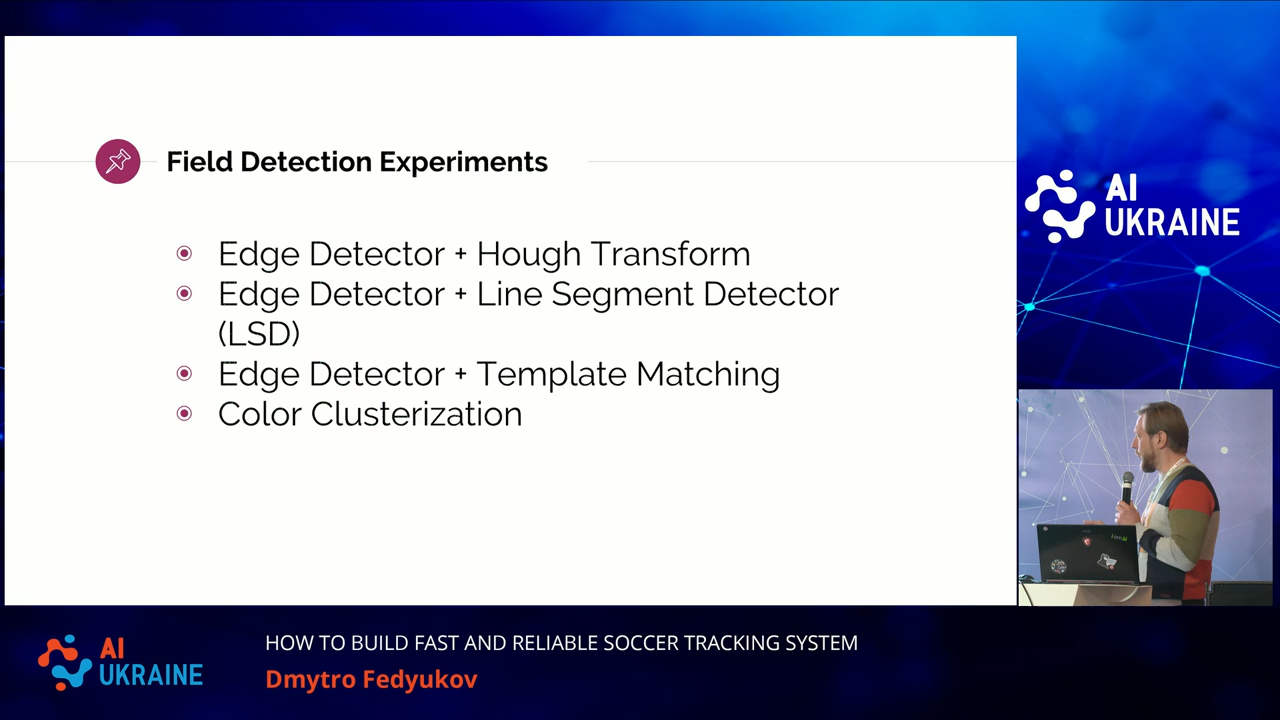 Field Detection Experiments
Edge Detector + Hough Transform
Edge Detector + Line Segment Detector
(LSD)
Edge Detector + Template Matching
Color Clusterization
AI
UKRAINE
AI
UKRAINE
HOW TO BUILD FAST AND RELIABLE SOCCER TRACKING SYSTEM
Dmytro Fedyukov